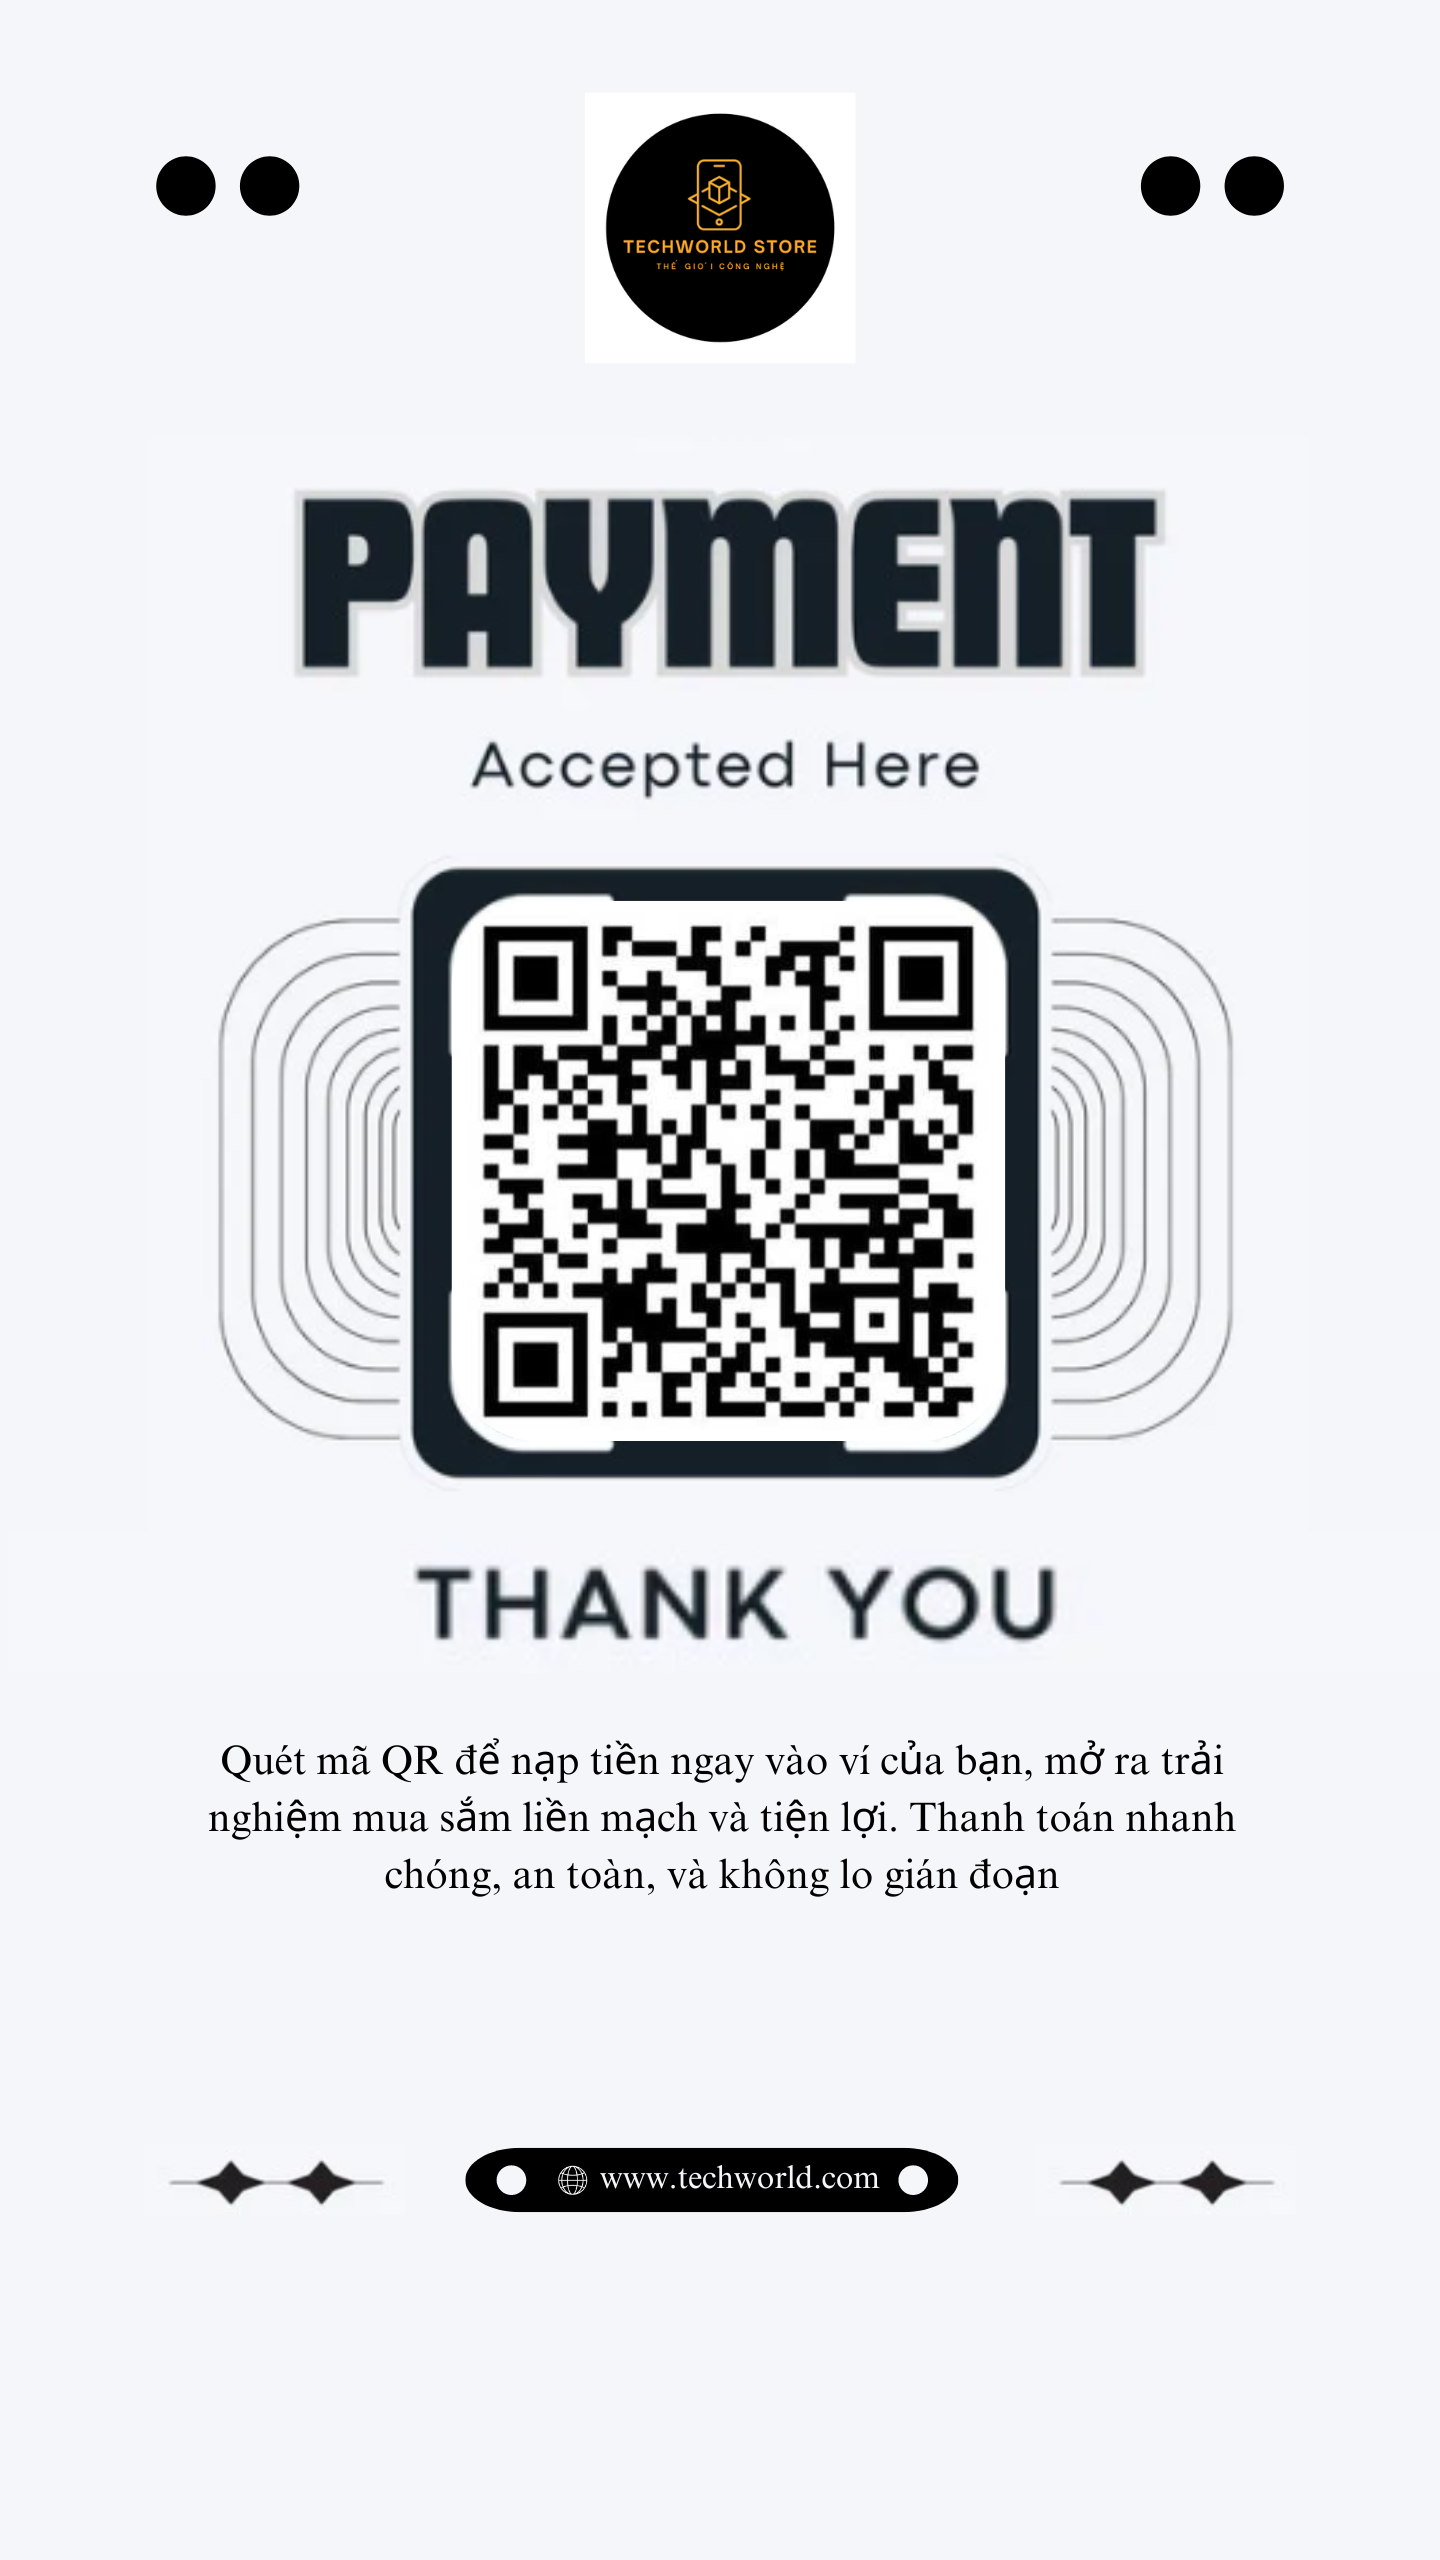 TECHWORLD STORE
THẾ GIỚI CÔNG NGHỆ
PAYMENT
Accepted Here
THANK YOU
Quét mã QR để nạp tiền ngay vào ví của bạn, mở ra trải
nghiệm mua sắm liền mạch và tiện lợi. Thanh toán nhanh
chóng, an toàn, và không lo gián đoạn
www.techworld.com